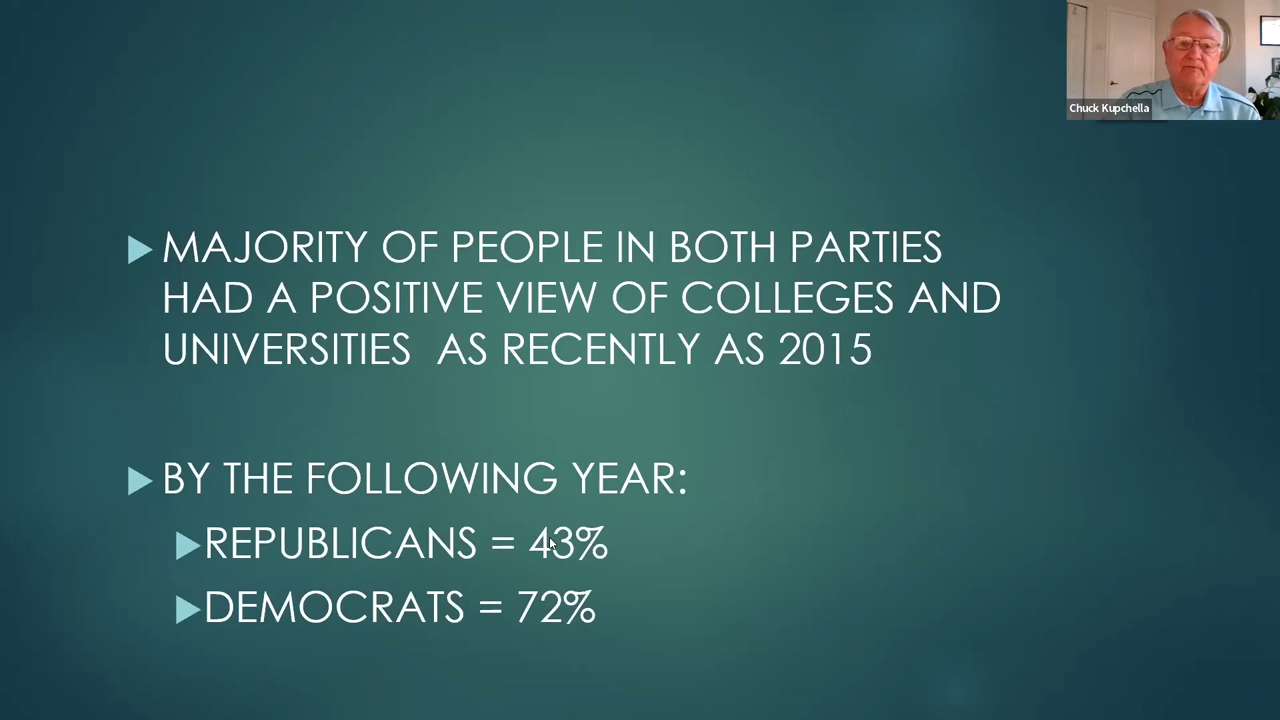 Chuck Kupchella
MAJORITY OF PEOPLE IN BOTH PARTIES
HAD A POSITIVE VIEW OF COLLEGES AND
UNIVERSITIES  AS RECENTLY AS 2015
BY THE FOLLOWING YEAR:
REPUBLICANS = 43%
DEMOCRATS = 72%